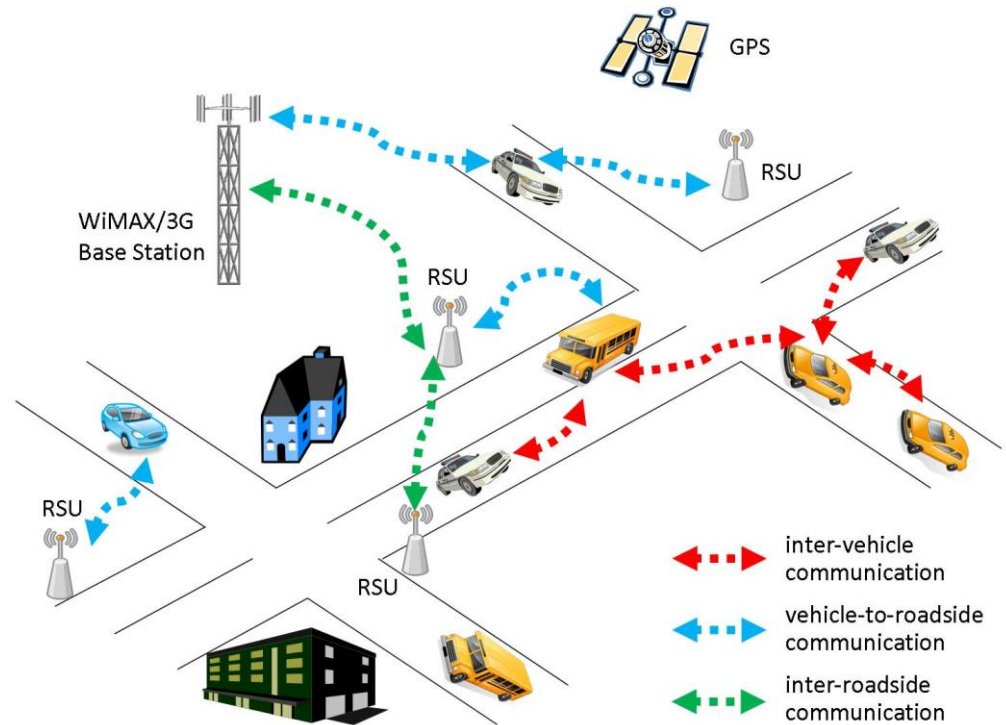 GPS
RSU
WiMAX/3G
Base Station
RSU
RSU
RSU
inter-vehicle
communication
vehicle-to-roadside
communication
inter-roadside
communication